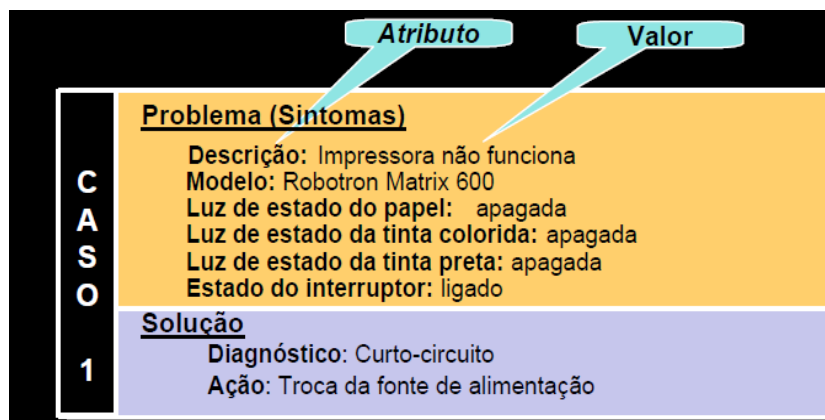 Atributo
Valor
Problema (Sintomas)
Descrição: Impressora não funciona
Modelo: Robotron Matrix 600
Luz de estado do papel: apagada
Luz de estado da tinta colorida: apagada
Luz de estado da tinta preta: apagada
Estado do interruptor: ligado
CASO 1
Solução
Diagnóstico: Curto-circuito
Ação: Troca da fonte de alimentação